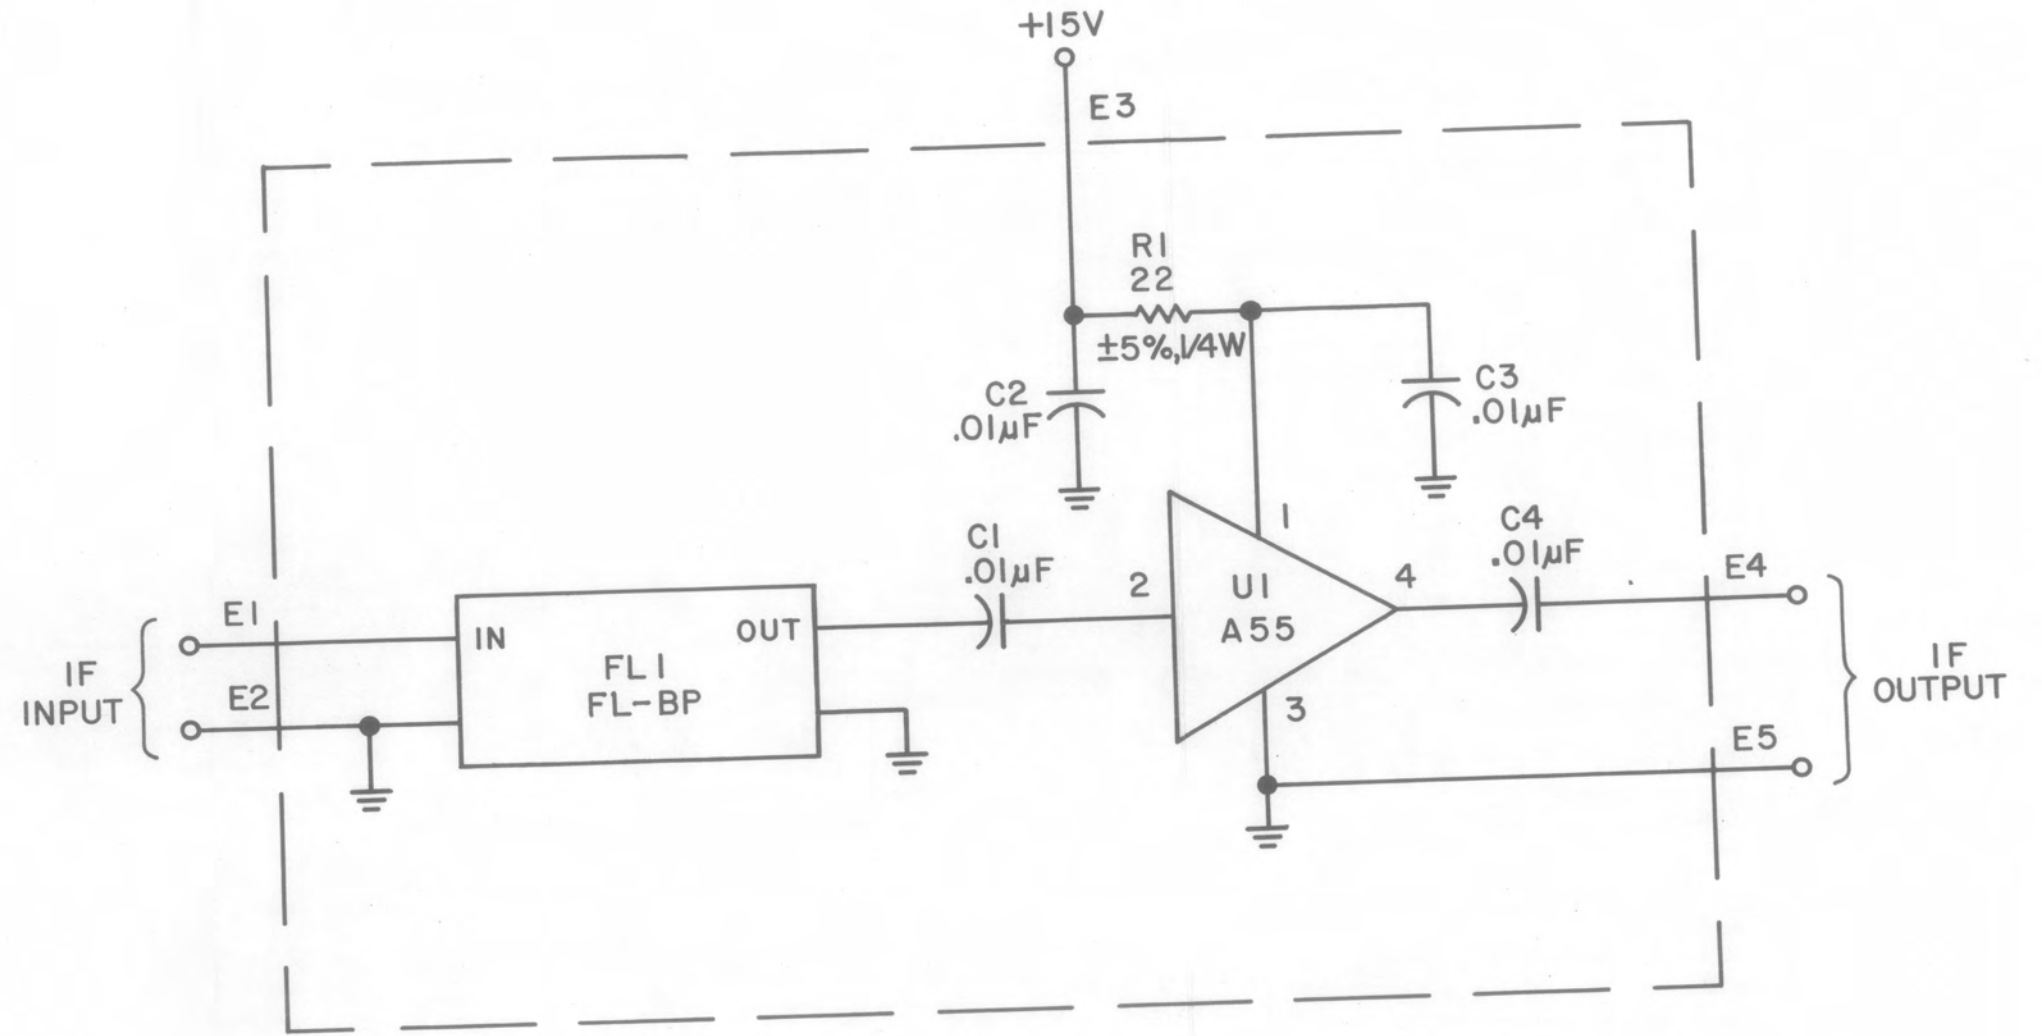 +15V
E3
R1
22
±5%,1/4W
C2
.01µF
C3
.01µF
C1
.01µF
1
C4
.01µF
2
U1
A55
4
E4
E1
IN
OUT
IF
INPUT
FL1
FL-BP
E2
3
IF
OUTPUT
E5